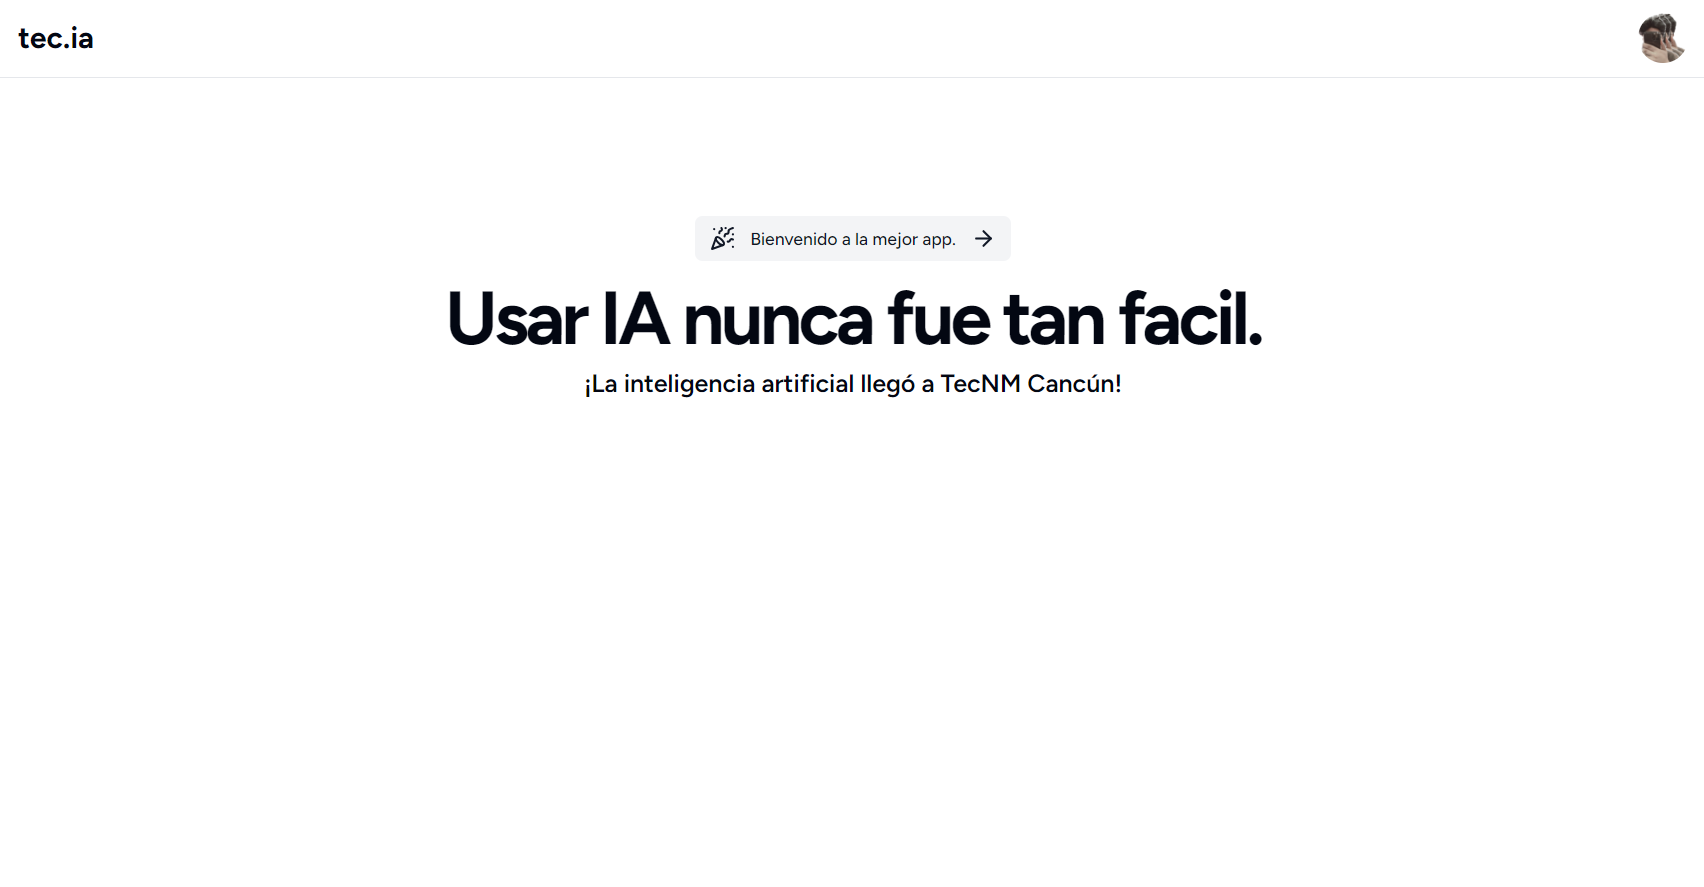 tec.ia
Bienvenido a la mejor app.
Usar IA nunca fue tan facil.
¡La inteligencia artificial llegó a TecNM Cancún!